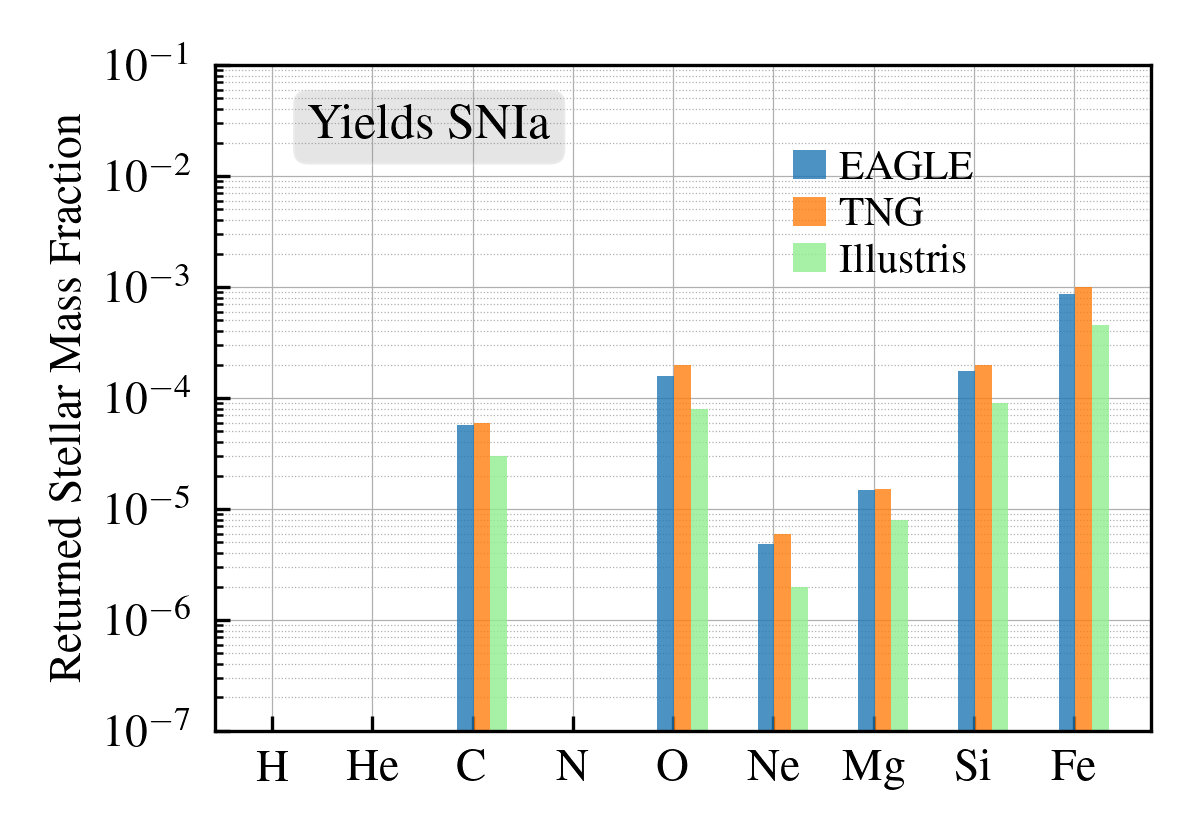 Yields SNIa
EAGLE
TNG
Illustris
Returned Stellar Mass Fraction
10⁻¹
10⁻²
10⁻³
10⁻⁴
10⁻⁵
10⁻⁶
10⁻⁷
H He C N O Ne Mg Si Fe